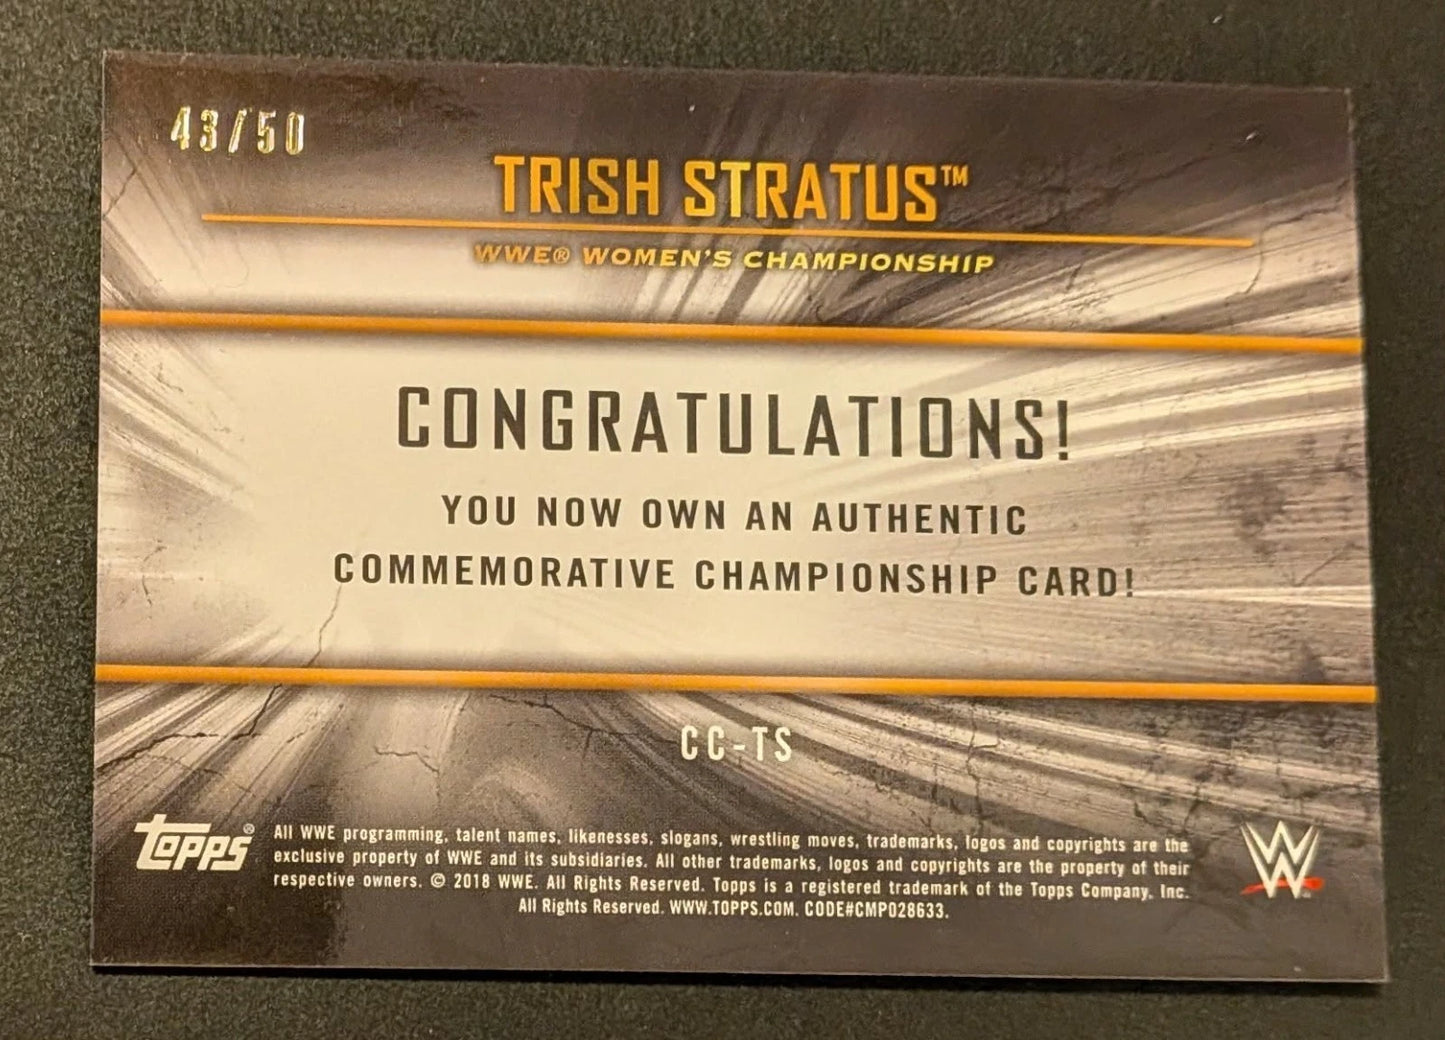 43/50
TRISH STRATUS™
WWE® WOMEN'S CHAMPIONSHIP
CONGRATULATIONS!
YOU NOW OWN AN AUTHENTIC
COMMEMORATIVE CHAMPIONSHIP CARD!
CC-TS
Topps®
All WWE programming, talent names, likenesses, slogans, wrestling moves, trademarks, logos and copyrights are the
exclusive property of WWE and its subsidiaries. All other trademarks, logos and copyrights are the property of their
respective owners. © 2018 WWE. All Rights Reserved. Topps is a registered trademark of the Topps Company, Inc.
All Rights Reserved. WWW.TOPPS.COM. CODE#CMP028633.
W